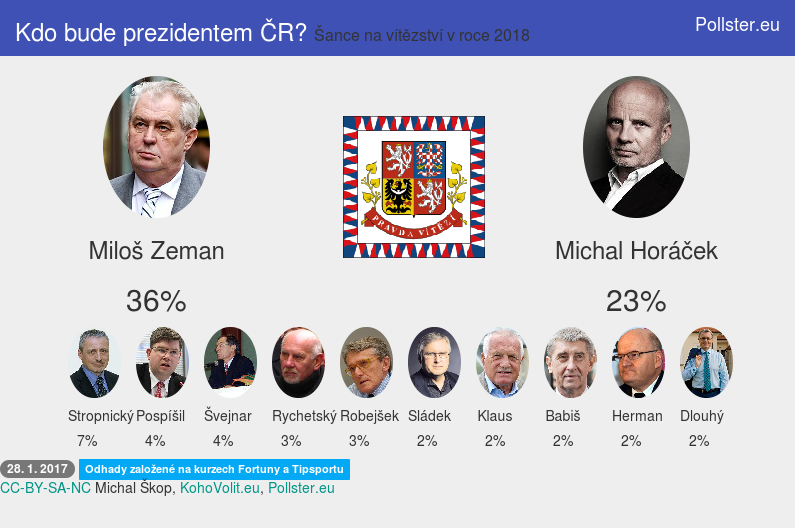 Kdo bude prezidentem ČR? Šance na vítězství v roce 2018
Pollster.eu
PRAVDA VÍTĚZÍ
Miloš Zeman
Michal Horáček
36%
23%
Stropnický Pospíšil Švejnar Rychetský Robejšek Sládek Klaus Babiš Herman Dlouhý
7% 4% 4% 3% 3% 2% 2% 2% 2% 2%
28. 1. 2017 Odhady založené na kurzech Fortuny a Tipsportu
CC-BY-SA-NC Michal Škop, KohoVolit.eu, Pollster.eu